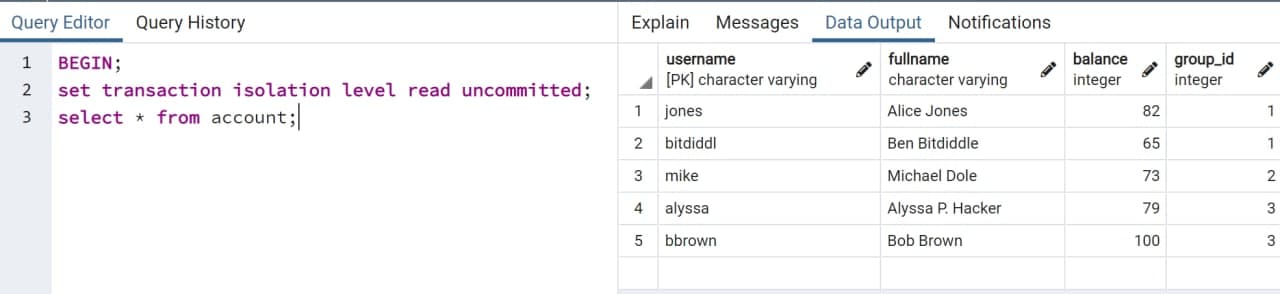 Query Editor Query History
1 BEGIN;
2 set transaction isolation level read uncommitted;
3 select * from account;
Explain Messages Data Output Notifications
username fullname balance group_id
[PK] character varying character varying integer integer
1 jones Alice Jones 82 1
2 bitdiddl Ben Bitdiddle 65 1
3 mike Michael Dole 73 2
4 alyssa Alyssa P. Hacker 79 3
5 bbrown Bob Brown 100 3